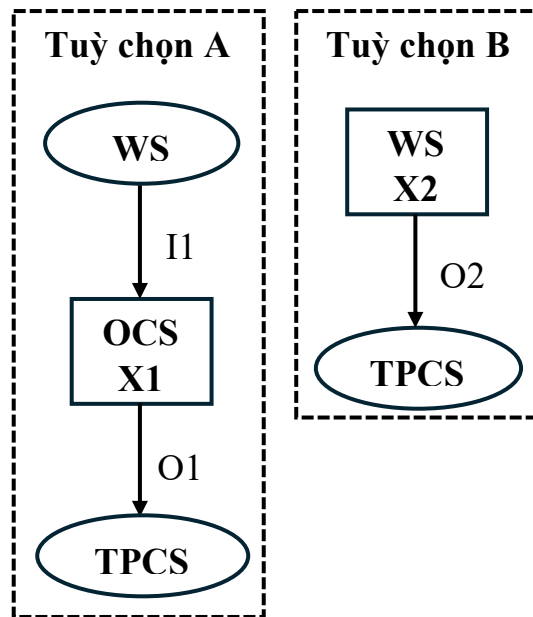 Tuỳ chọn A
WS
I1
OCS
X1
O1
TPCS
Tuỳ chọn B
WS
X2
O2
TPCS